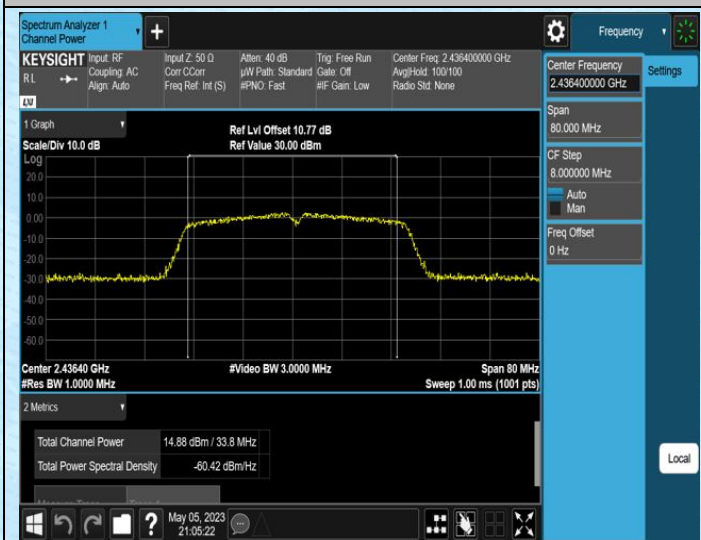 Spectrum Analyzer 1
Channel Power
+
Frequency
KEYSIGHT
R L
LXI
Input: RF
Coupling: AC
Align: Auto
Input Z: 50 Ω
Corr CCorr
Freq Ref: Int (S)
Atten: 40 dB
µW Path: Standard
#PNO: Fast
Trig: Free Run
Gate: Off
#IF Gain: Low
Center Freq: 2.436400000 GHz
Avg|Hold: 100/100
Radio Std: None
Center Frequency
2.436400000 GHz
Settings
Span
80.000 MHz
CF Step
8.000000 MHz
Auto
Man
Freq Offset
0 Hz
Local
1 Graph
Scale/Div 10.0 dB
Ref Lvl Offset 10.77 dB
Ref Value 30.00 dBm
Log
20.0
10.0
0.00
-10.0
-20.0
-30.0
-40.0
-50.0
-60.0
Center 2.43640 GHz
#Video BW 3.0000 MHz
Span 80 MHz
#Res BW 1.0000 MHz
Sweep 1.00 ms (1001 pts)
2 Metrics
Total Channel Power 14.88 dBm / 33.8 MHz
Total Power Spectral Density -60.42 dBm/Hz
?
May 05, 2023
21:05:22